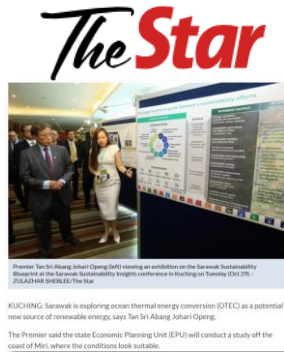 The Star
Premier Tan Sri Abang Johari Openg (left) viewing an exhibition on the Sarawak Sustainability
Blueprint at the Sarawak Sustainability Insights conference in Kuching on Tuesday (Oct 29). -
ZULAZHAR SHEBLEE/The Star
KUCHING: Sarawak is exploring ocean thermal energy conversion (OTEC) as a potential
new source of renewable energy, says Tan Sri Abang Johari Openg.
The Premier said the state Economic Planning Unit (EPU) will conduct a study off the
coast of Miri, where the conditions look suitable.